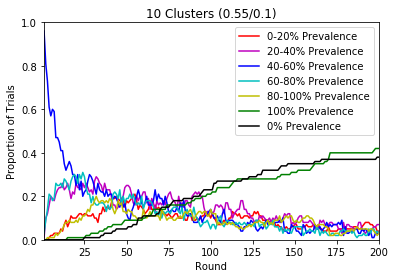 10 Clusters (0.55/0.1)
1.0
0.8
0.6
0.4
0.2
0.0
Proportion of Trials
0-20% Prevalence
20-40% Prevalence
40-60% Prevalence
60-80% Prevalence
80-100% Prevalence
100% Prevalence
0% Prevalence
25 50 75 100 125 150 175 200
Round